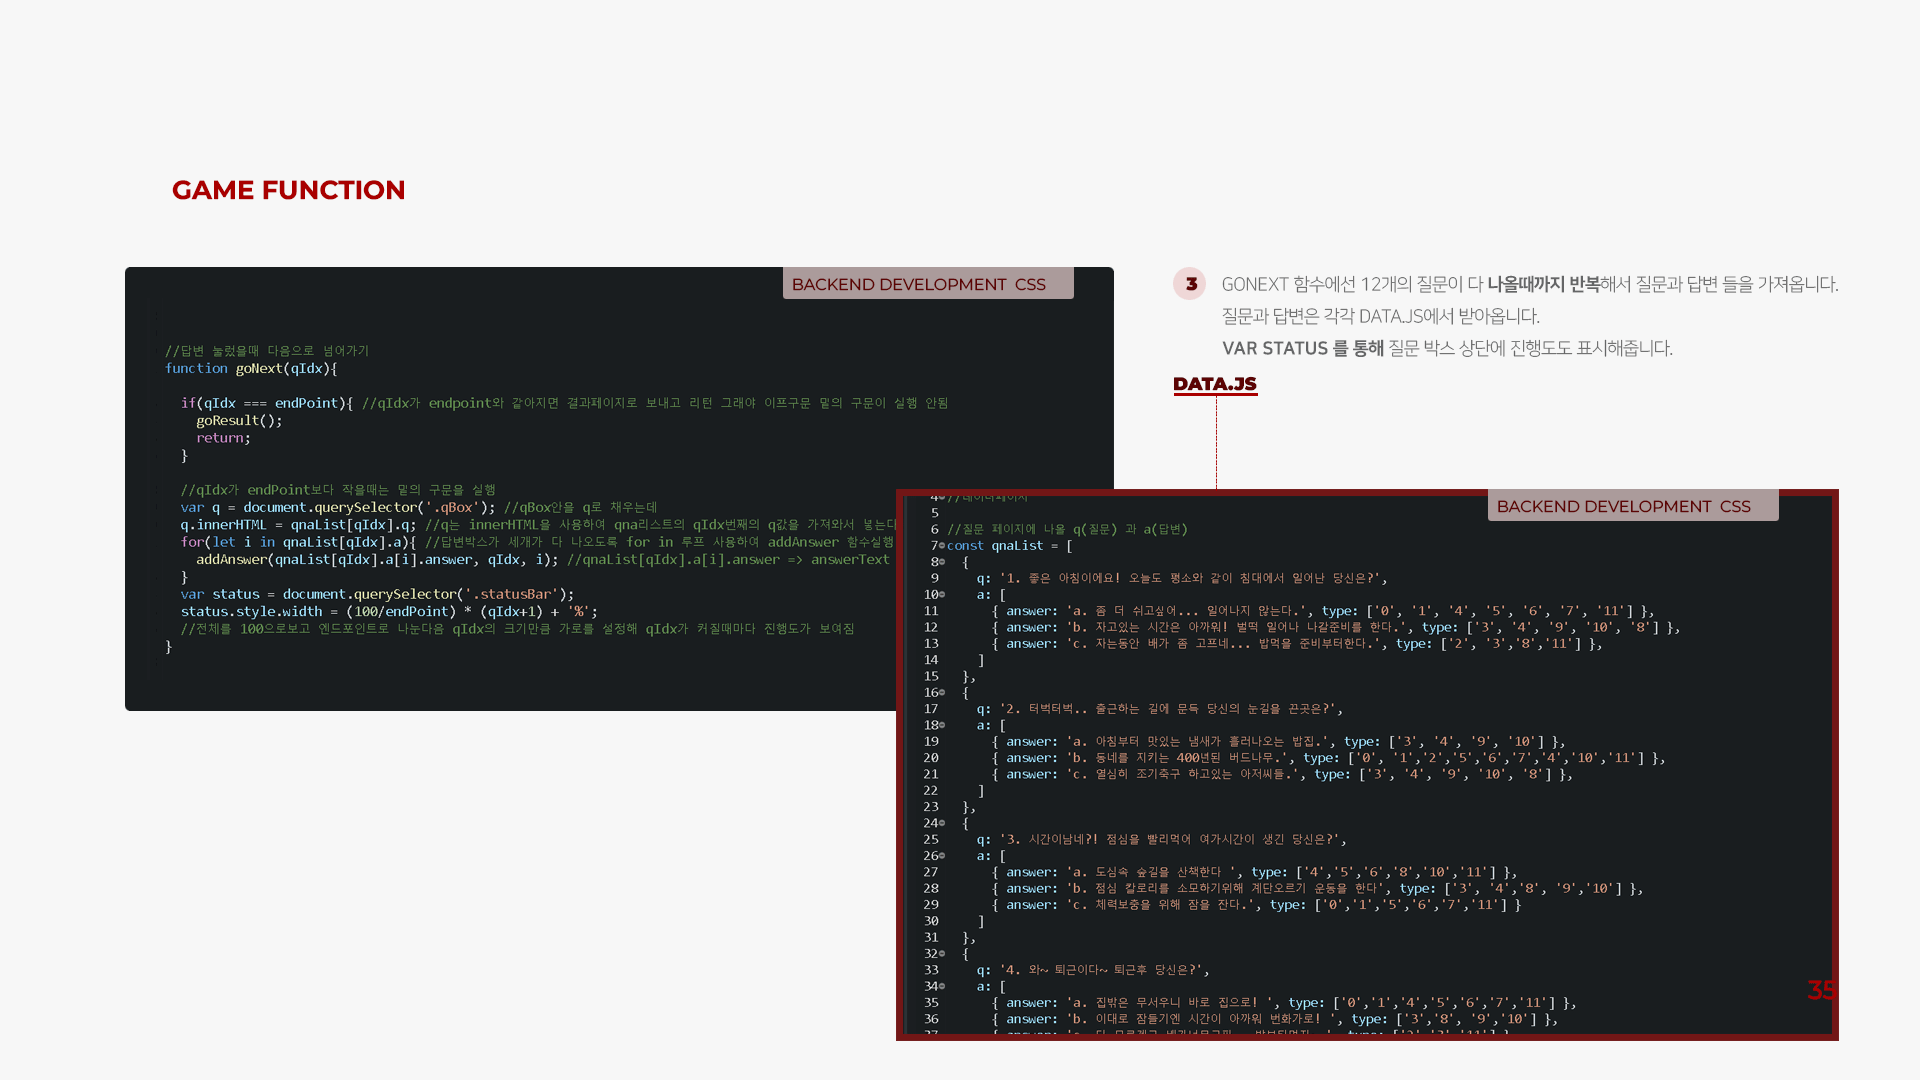 GAME FUNCTION
BACKEND DEVELOPMENT CSS
//답변 눌렀을때 다음으로 넘어가기
function goNext(qIdx){
if(qIdx === endPoint){ //qIdx가 endpoint와 같아지면 결과페이지로 보내고 리턴 그래야 이프구문 밑의 구문이 실행 안됨
goResult();
return;
}
//qIdx가 endPoint보다 작을때는 밑의 구문을 실행
var q = document.querySelector('.qBox'); //qBox안을 q로 채우는데
q.innerHTML = qnaList[qIdx].q; //q는 innerHTML을 사용하여 qna리스트의 qIdx번째의 q값을 가져와서 넣는다
for(let i in qnaList[qIdx].a){ //답변박스가 세개가 다 나오도록 for in 루프 사용하여 addAnswer 함수실행
addAnswer(qnaList[qIdx].a[i].answer, qIdx, i); //qnaList[qIdx].a[i].answer => answerText
}
var status = document.querySelector('.statusBar');
status.style.width = (100/endPoint) * (qIdx+1) + '%';
//전체를 100으로보고 엔드포인트로 나눈다음 qIdx의 크기만큼 가로를 설정해 qIdx가 커질때마다 진행도가 보여짐
}
3 GONEXT 함수에선 12개의 질문이 다 나올때까지 반복해서 질문과 답변 들을 가져옵니다.
질문과 답변은 각각 DATA.JS에서 받아옵니다.
VAR STATUS 를 통해 질문 박스 상단에 진행도도 표시해줍니다.
DATA.JS
BACKEND DEVELOPMENT CSS
4 //데이터페이지
5
6 //질문 페이지에 나올 q(질문) 과 a(답변)
7 const qnaList = [
8 {
9 q: '1. 좋은 아침이에요! 오늘도 평소와 같이 침대에서 일어난 당신은?',
10 a: [
11 { answer: 'a. 좀 더 쉬고싶어... 일어나지 않는다.', type: ['0', '1', '4', '5', '6', '7', '11'] },
12 { answer: 'b. 자고있는 시간은 아까워! 벌떡 일어나 나갈준비를 한다.', type: ['3', '4', '9', '10', '8'] },
13 { answer: 'c. 자는동안 배가 좀 고프네... 밥먹을 준비부터한다.', type: ['2', '3','8','11'] },
14 ]
15 },
16 {
17 q: '2. 터벅터벅.. 출근하는 길에 문득 당신의 눈길을 끈곳은?',
18 a: [
19 { answer: 'a. 아침부터 맛있는 냄새가 흘러나오는 밥집.', type: ['3', '4', '9', '10'] },
20 { answer: 'b. 동네를 지키는 400년된 버드나무.', type: ['0', '1','2','5','6','7','4','10','11'] },
21 { answer: 'c. 열심히 조기축구 하고있는 아저씨들.', type: ['3', '4', '9', '10', '8'] },
22 ]
23 },
24 {
25 q: '3. 시간이남네?! 점심을 빨리먹어 여가시간이 생긴 당신은?',
26 a: [
27 { answer: 'a. 도심속 숲길을 산책한다 ', type: ['4','5','6','8','10','11'] },
28 { answer: 'b. 점심 칼로리를 소모하기위해 계단오르기 운동을 한다', type: ['3', '4','8', '9','10'] },
29 { answer: 'c. 체력보충을 위해 잠을 잔다.', type: ['0','1','5','6','7','11'] }
30 ]
31 },
32 {
33 q: '4. 와~ 퇴근이다~ 퇴근후 당신은?',
34 a: [
35 { answer: 'a. 집밖은 무서우니 바로 집으로! ', type: ['0','1','4','5','6','7','11'] },
36 { answer: 'b. 이대로 잠들기엔 시간이 아까워 번화가로! ', type: ['3','8', '9','10'] },
35